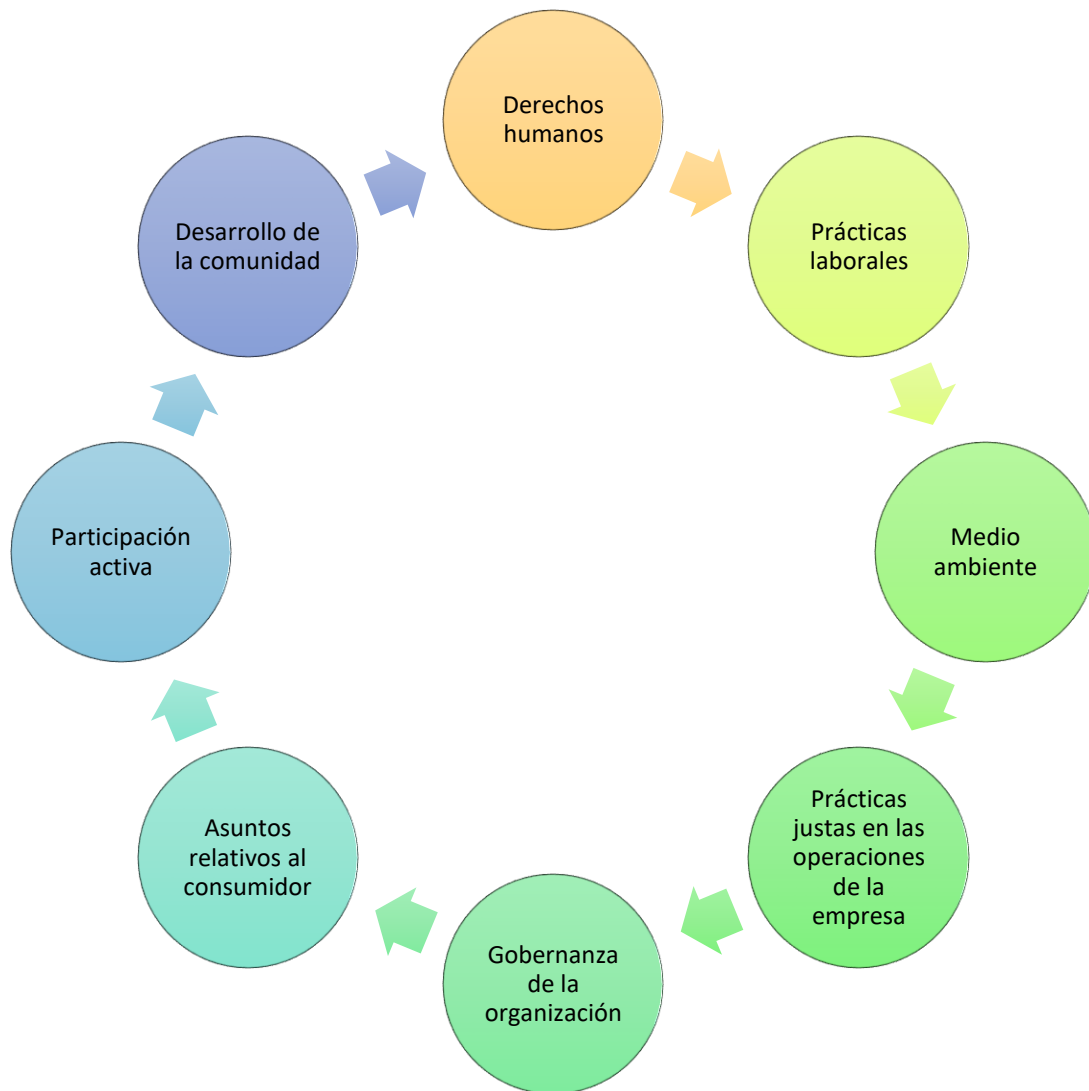 Derechos
humanos
Prácticas
laborales
Medio
ambiente
Prácticas
justas en las
operaciones
de la
empresa
Gobernanza
de la
organización
Asuntos
relativos al
consumidor
Participación
activa
Desarrollo de
la comunidad